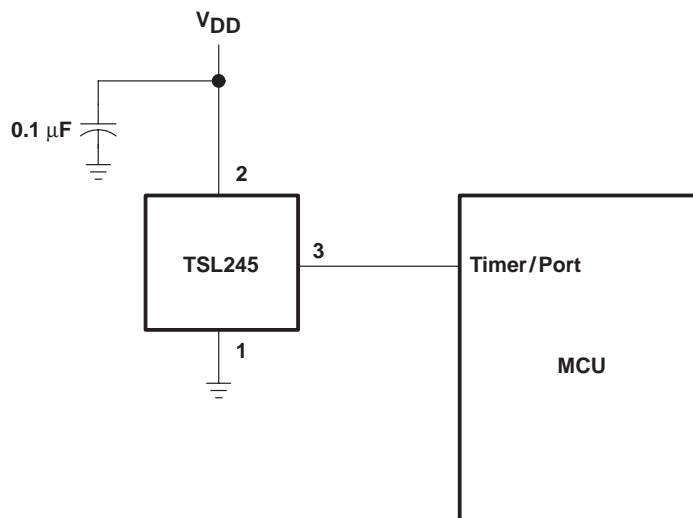 VDD
0.1 μF
2
TSL245
3
Timer/Port
1
MCU